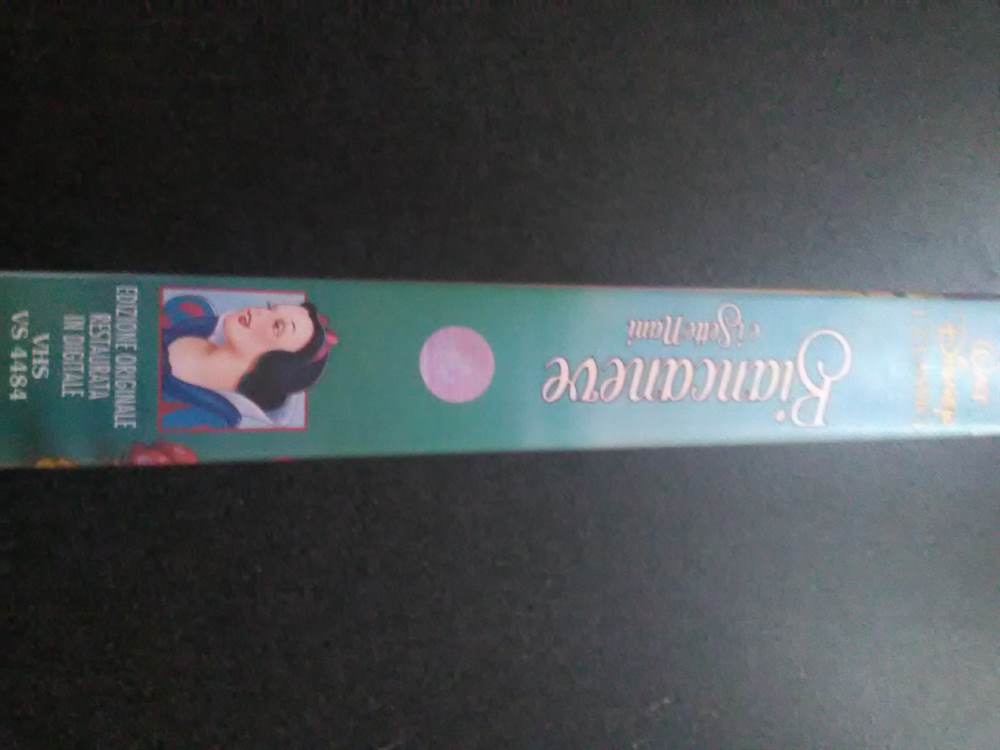 Walt
Disney
Biancaneve
e i Sette Nani
EDIZIONE ORIGINALE
RESTAURATA
IN DIGITALE
VHS
VS 4484